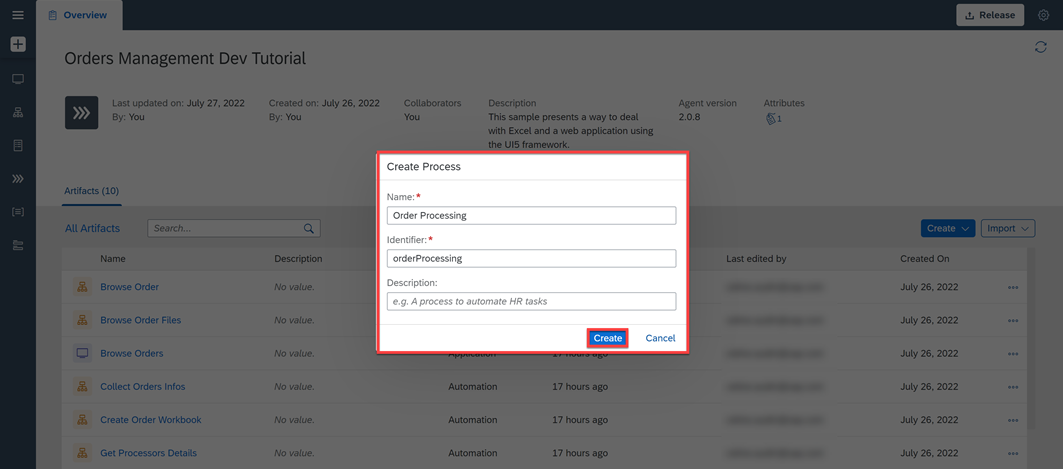 Overview
Release
Orders Management Dev Tutorial
Last updated on: July 27, 2022
By: You
Created on: July 26, 2022
By: You
Collaborators
You
Description
This sample presents a way to deal
with Excel and a web application using
the UI5 framework.
Agent version
2.0.8
Attributes
1
Artifacts (10)
Create Process
Name:*
Order Processing
Identifier:*
orderProcessing
Description:
e.g. A process to automate HR tasks
Create Cancel
All Artifacts Search... Create Import
Name Description Last edited by Created On
Browse Order No value. July 26, 2022
Browse Order Files No value. July 26, 2022
Browse Orders No value. Application 17 hours ago July 26, 2022
Collect Orders Infos No value. Automation 17 hours ago July 26, 2022
Create Order Workbook No value. Automation 17 hours ago July 26, 2022
Get Processors Details No value. Automation 17 hours ago July 26, 2022